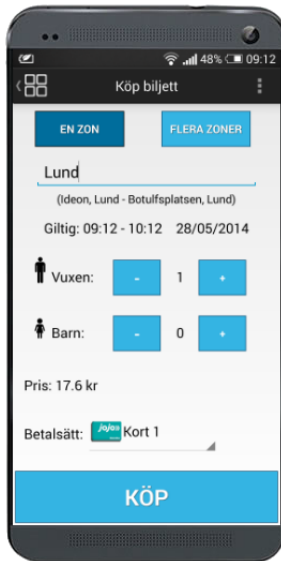 48% 09:12
Köp biljett
EN ZON FLERA ZONER
Lund
(Ideon, Lund - Botulfsplatsen, Lund)
Giltig: 09:12 - 10:12 28/05/2014
Vuxen: - 1 +
Barn: - 0 +
Pris: 17.6 kr
Betalsätt: jojo Kort 1
KÖP